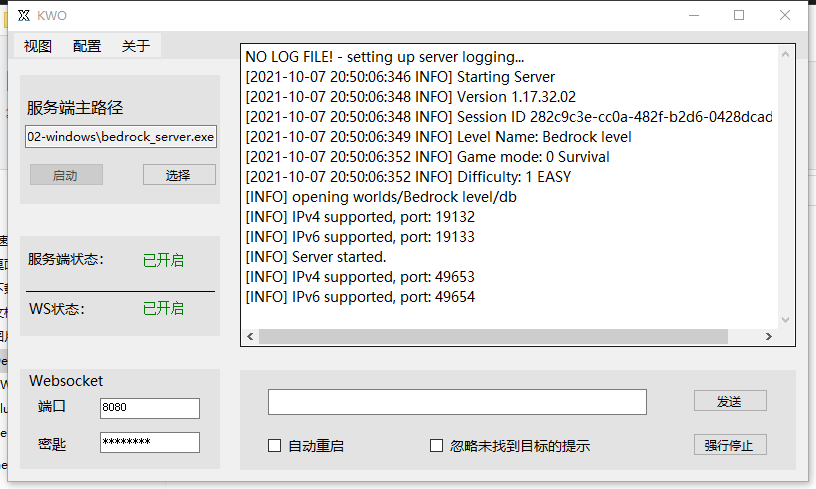 KWO
视图 配置 关于
服务端主路径
02-windows\bedrock_server.exe
启动 选择
服务端状态: 已开启
WS状态: 已开启
Websocket
端口 8080
密匙 ********
NO LOG FILE! - setting up server logging...
[2021-10-07 20:50:06:346 INFO] Starting Server
[2021-10-07 20:50:06:348 INFO] Version 1.17.32.02
[2021-10-07 20:50:06:348 INFO] Session ID 282c9c3e-cc0a-482f-b2d6-0428dcad
[2021-10-07 20:50:06:349 INFO] Level Name: Bedrock level
[2021-10-07 20:50:06:352 INFO] Game mode: 0 Survival
[2021-10-07 20:50:06:352 INFO] Difficulty: 1 EASY
[INFO] opening worlds/Bedrock level/db
[INFO] IPv4 supported, port: 19132
[INFO] IPv6 supported, port: 19133
[INFO] Server started.
[INFO] IPv4 supported, port: 49653
[INFO] IPv6 supported, port: 49654
发送
自动重启 忽略未找到目标的提示 强行停止